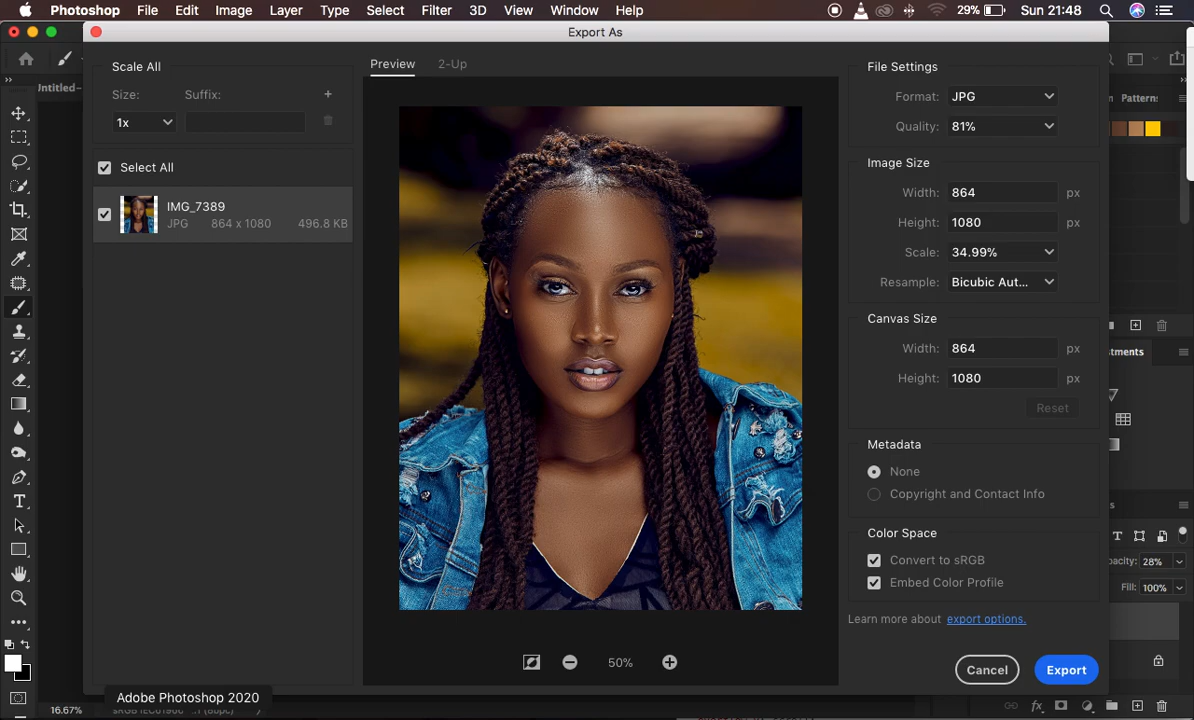 Photoshop File Edit Image Layer Type Select Filter 3D View Window Help 29% Sun 21:48
Export As
Untitled-
Scale All
Size: Suffix:
1x
Select All
IMG_7389
JPG 864 x 1080 496.8 KB
Preview 2-Up
50%
File Settings
Format: JPG
Quality: 81%
Image Size
Width: 864 px
Height: 1080 px
Scale: 34.99%
Resample: Bicubic Aut...
Canvas Size
Width: 864 px
Height: 1080 px
Reset
Metadata
None
Copyright and Contact Info
Color Space
Convert to sRGB
Embed Color Profile
Learn more about export options.
Cancel Export
Patterns
tments
pacity: 28%
Fill: 100%
Adobe Photoshop 2020
16.67%